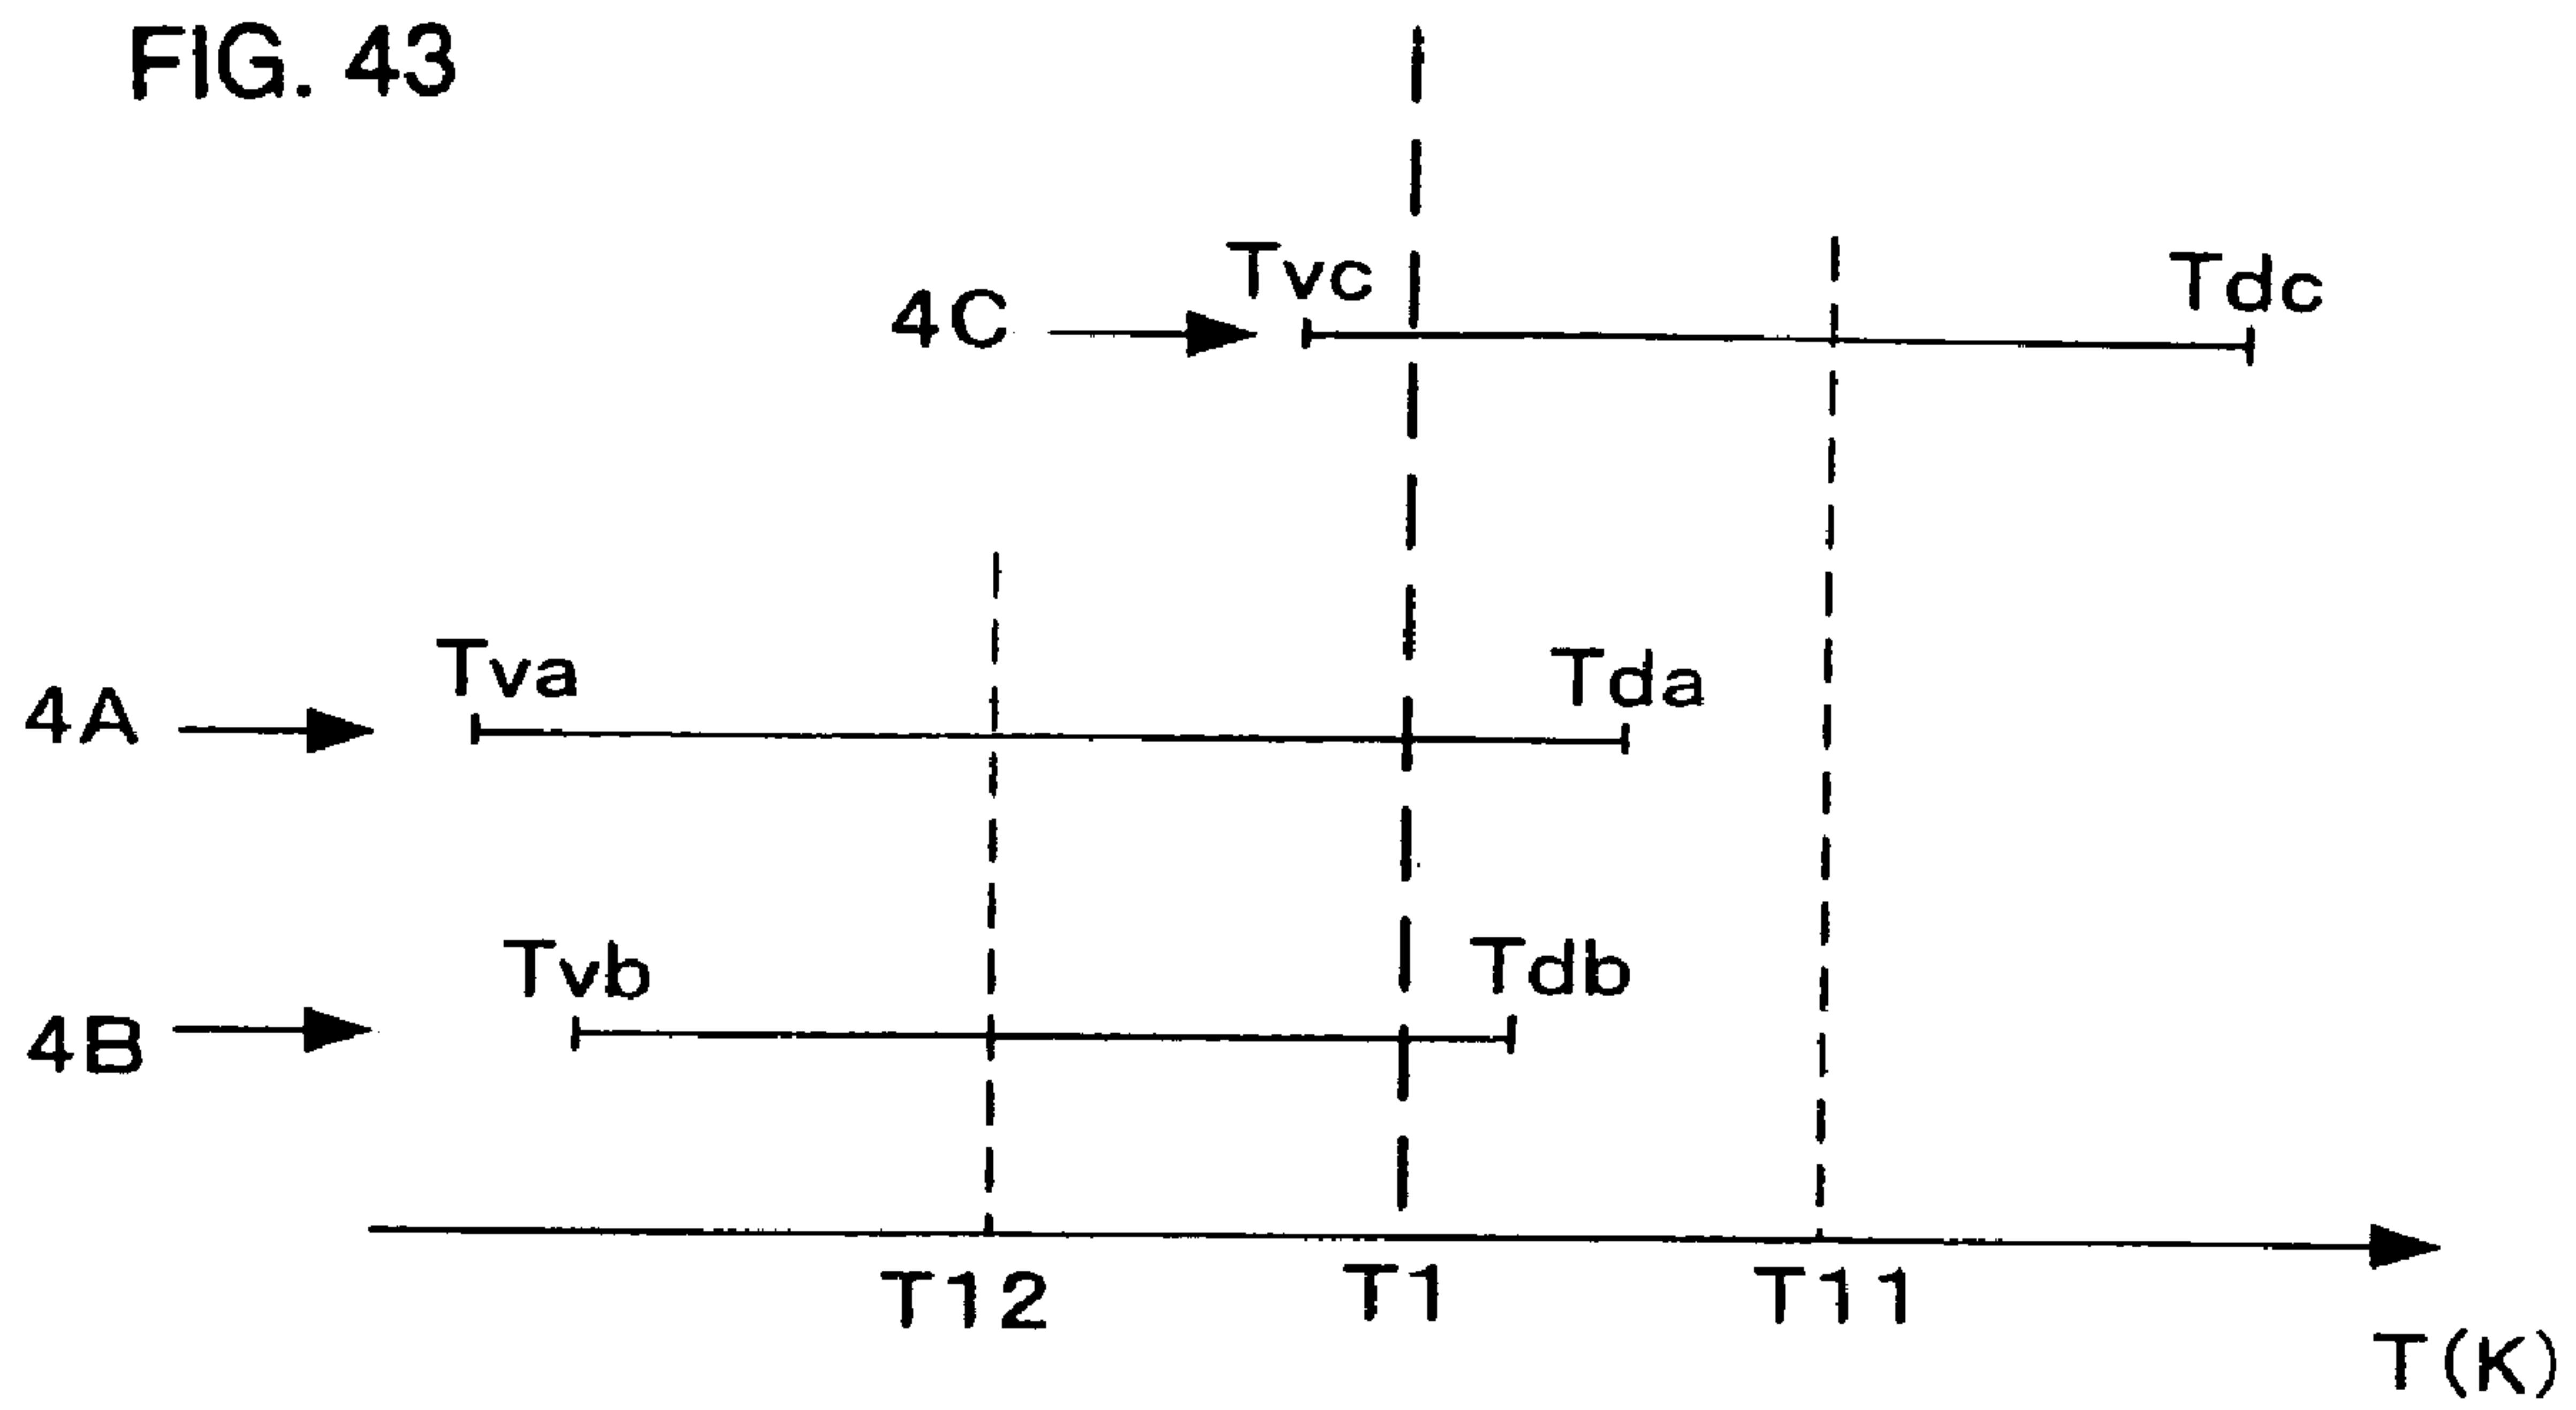 FIG. 43
Tvc
Tdc
4C
Tva
Tda
4A
Tvb
Tdb
4B
T12
T1
T11
T(K)